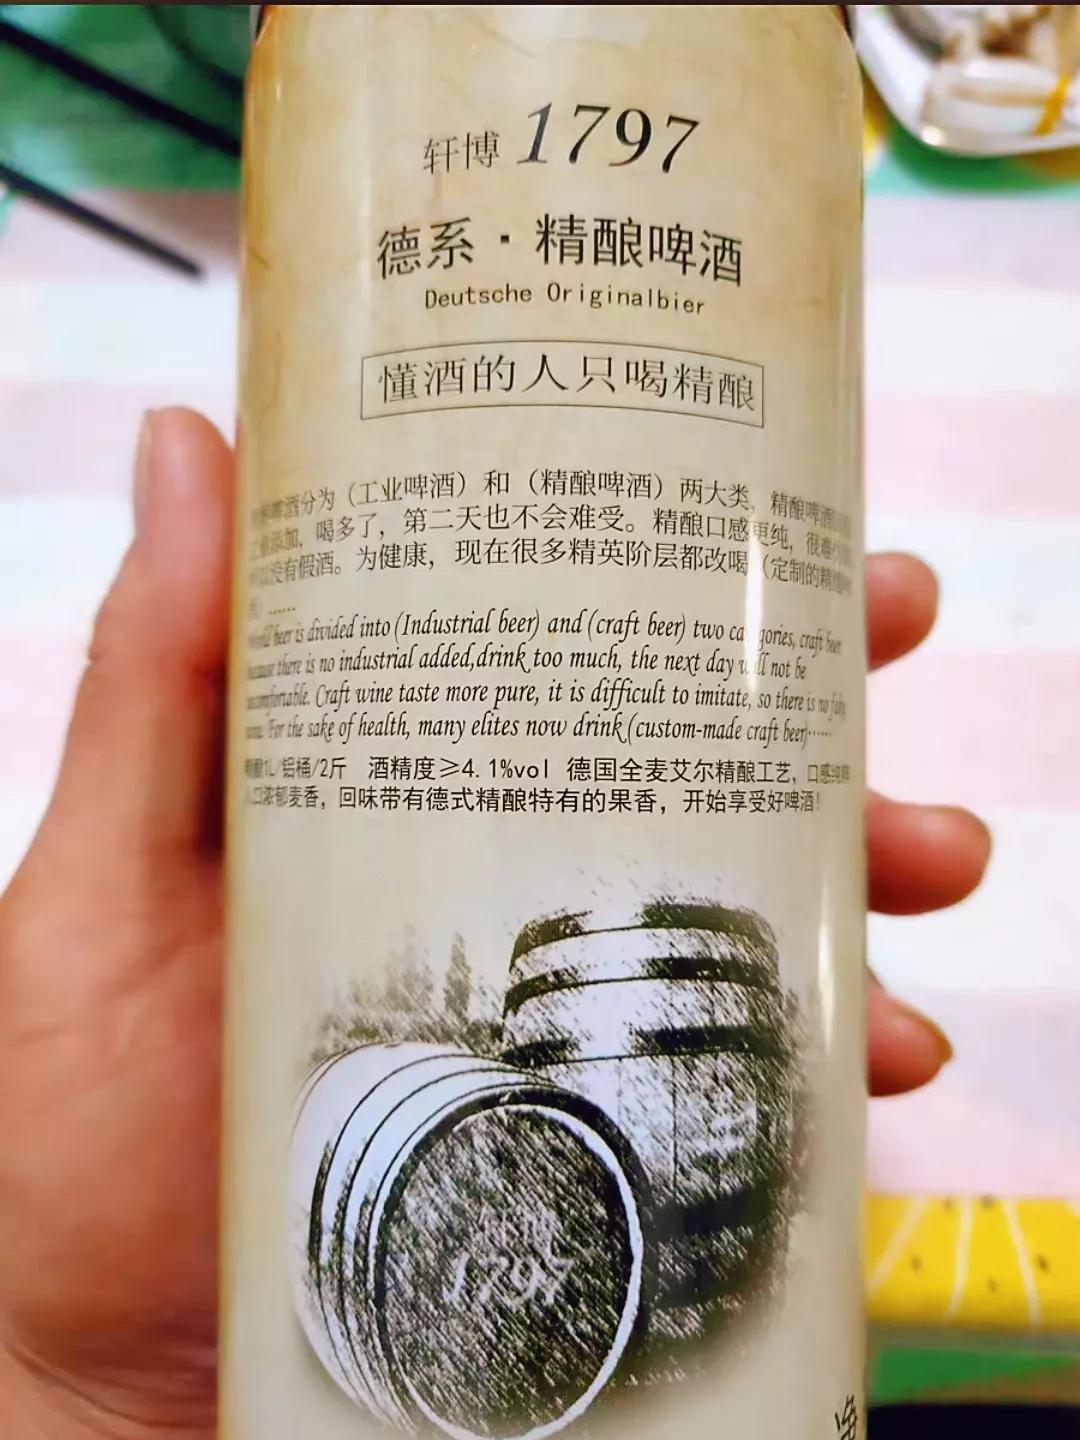 轩博 1797
德系·精酿啤酒
Deutsche Originalbier
懂酒的人只喝精酿
啤酒分为（工业啤酒）和（精酿啤酒）两大类，精酿啤酒
添加，喝多了，第二天也不会难受。精酿口感更纯，很难
没有假酒。为健康，现在很多精英阶层都改喝（定制的精酿
......
World beer is divided into (Industrial beer) and (craft beer) two categories, craft beer
because there is no industrial added,drink too much, the next day will not be
uncomfortable. Craft wine taste more pure, it is difficult to imitate, so there is no fake
For the sake of health, many elites now drink (custom-made craft beer)......
1L/铝桶/2斤 酒精度≥4.1%vol 德国全麦艾尔精酿工艺，口感纯
入口浓郁麦香，回味带有德式精酿特有的果香，开始享受好啤酒！
1797